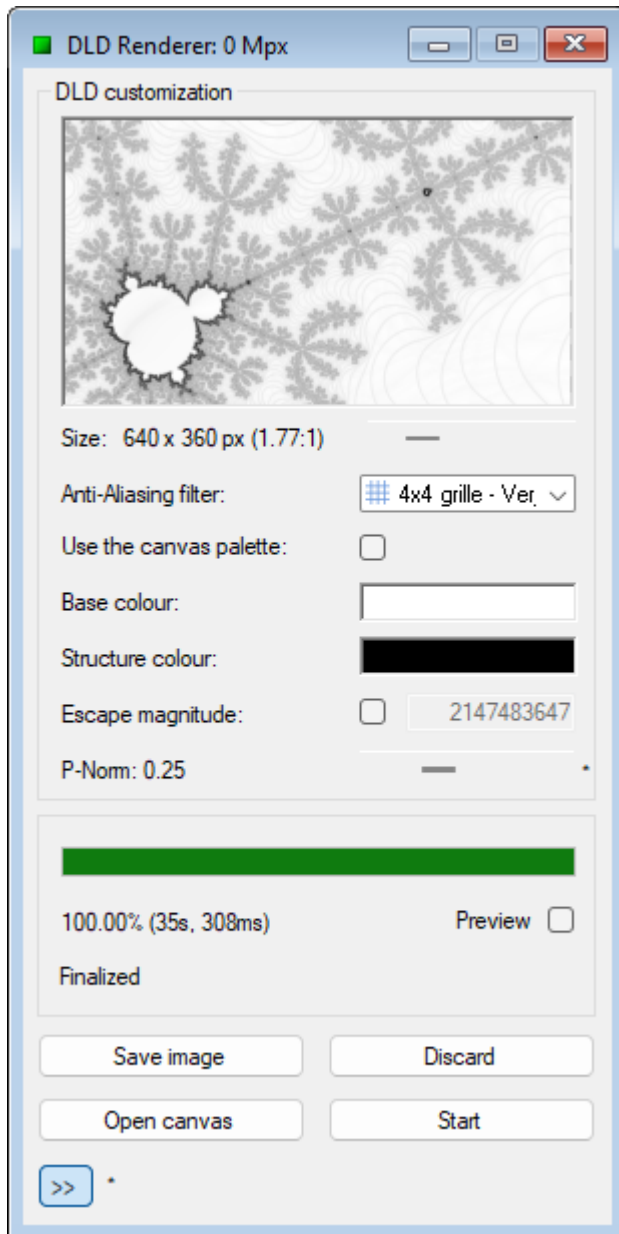 DLD Renderer: 0 Mpx
DLD customization
Size: 640 x 360 px (1.77:1)
Anti-Aliasing filter: 4x4 grille - Ver
Use the canvas palette:
Base colour:
Structure colour:
Escape magnitude: 2147483647
P-Norm: 0.25 *
100.00% (35s, 308ms) Preview
Finalized
Save image Discard
Open canvas Start
>> *